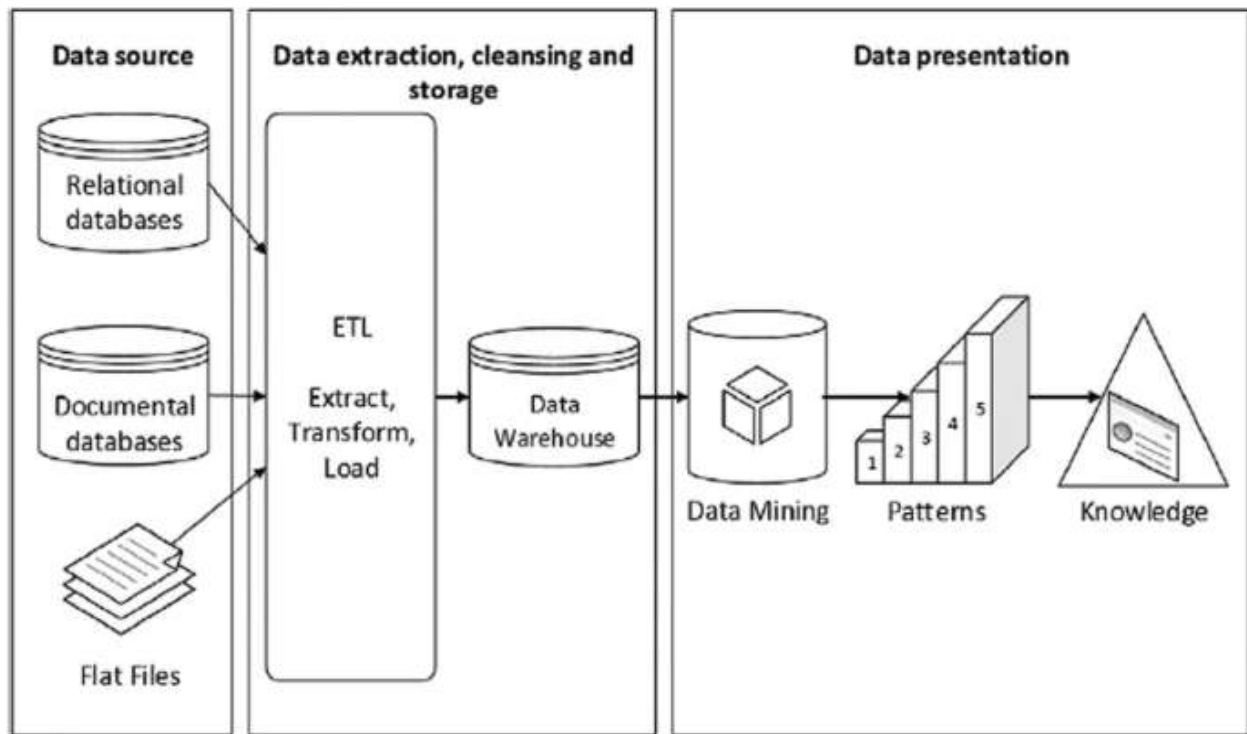 Data source
Relational
databases
Documental
databases
Flat Files
Data extraction, cleansing and
storage
ETL
Extract,
Transform,
Load
Data
Warehouse
Data presentation
Data Mining
1
2
3
4
5
Patterns
Knowledge